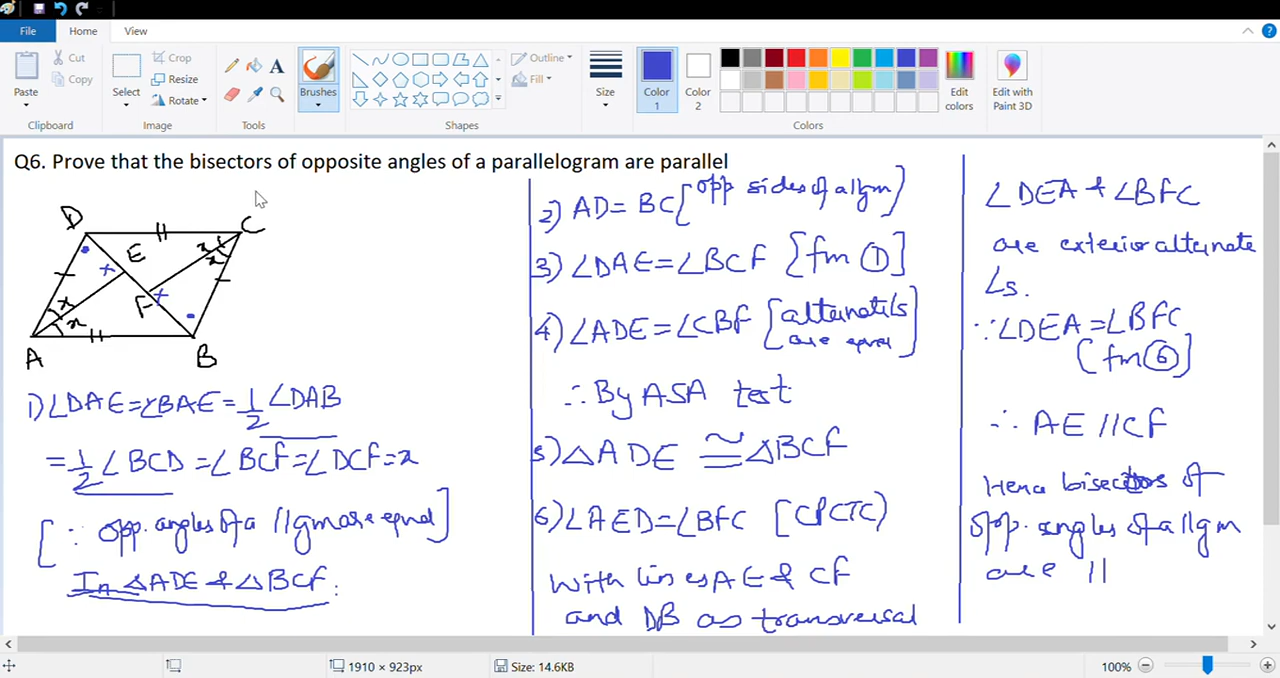 File
Home
View
Paste
Cut
Copy
Select
Crop
Resize
Rotate
A
Brushes
Outline
Fill
Size
Color
1
Color
2
Edit
colors
Edit with
Paint 3D
Clipboard
Image
Tools
Shapes
Colors
Q6. Prove that the bisectors of opposite angles of a parallelogram are parallel
D
C
E
x
x
F
x
x
A
B
1) ∠DAE=∠BAE=1/2 ∠DAB
=1/2 ∠BCD =∠BCF=∠DCF=x
[∵ opp. angles of a //gm are equal]
In △ADE & △BCF:
2) AD= BC [opp sides of a //gm]
3) ∠DAE=∠BCF [fm ①]
4) ∠ADE=∠CBF [alternate ∠s
are equal]
∴ By ASA test
5) △ADE ≅ △BCF
6) ∠AED=∠BFC [CPCTC)
With lines AE & CF
and DB as transversal
∠DEA & ∠BFC
are exterior alternate
∠s.
∴ ∠DEA =∠BFC
(fm ⑥]
∴ AE //CF
Hence bisectors of
opp. angles of a //gm
are //
1910 × 923px
Size: 14.6KB
100%